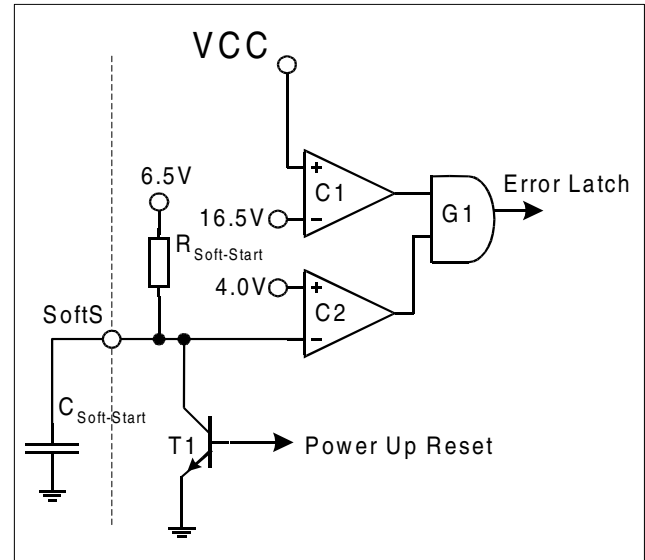 VCC
6.5V
+
C1
-
16.5V
R Soft-Start
G1
Error Latch
4.0V
+
C2
-
SoftS
C Soft-Start
T1
Power Up Reset